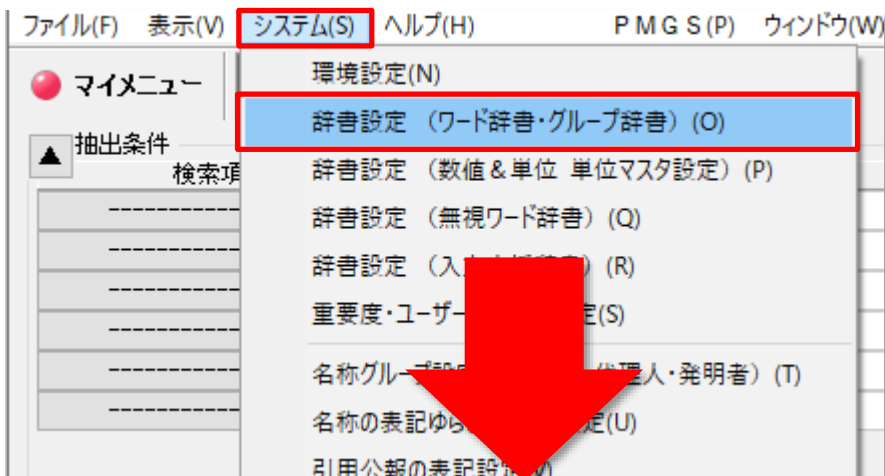 ファイル(F) 表示(V) システム(S) ヘルプ(H) ＰＭＧＳ(P) ウィンドウ(W)
マイメニュー
環境設定(N)
辞書設定 （ワード辞書・グループ辞書）(O)
▲ 抽出条件
検索項
辞書設定 （数値＆単位 単位マスタ設定）(P)
辞書設定 （無視ワード辞書）(Q)
辞書設定 （入 ）(R)
重要度・ユーザー 定(S)
名称グループ設 代理人・発明者）(T)
名称の表記ゆら 定(U)
引用公報の表記設定(V)